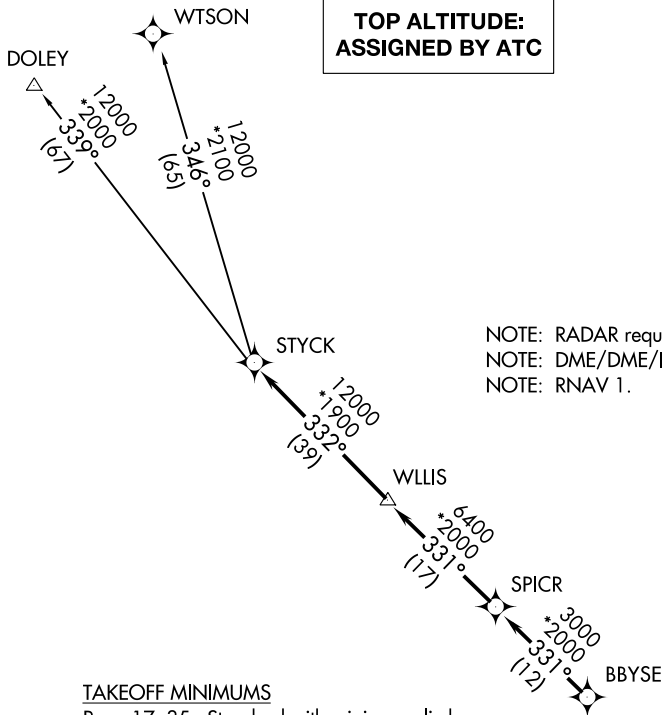 WTSON
TOP ALTITUDE:
ASSIGNED BY ATC
DOLEY
12000
*2000
339°
(67)
12000
*2100
346°
(65)
STYCK
NOTE: RADAR requ
NOTE: DME/DME/I
NOTE: RNAV 1.
12000
*1900
332°
(39)
WLLIS
6400
*2000
331°
(17)
SPICR
3000
*2000
331°
(12)
BBYSE
TAKEOFF MINIMUMS